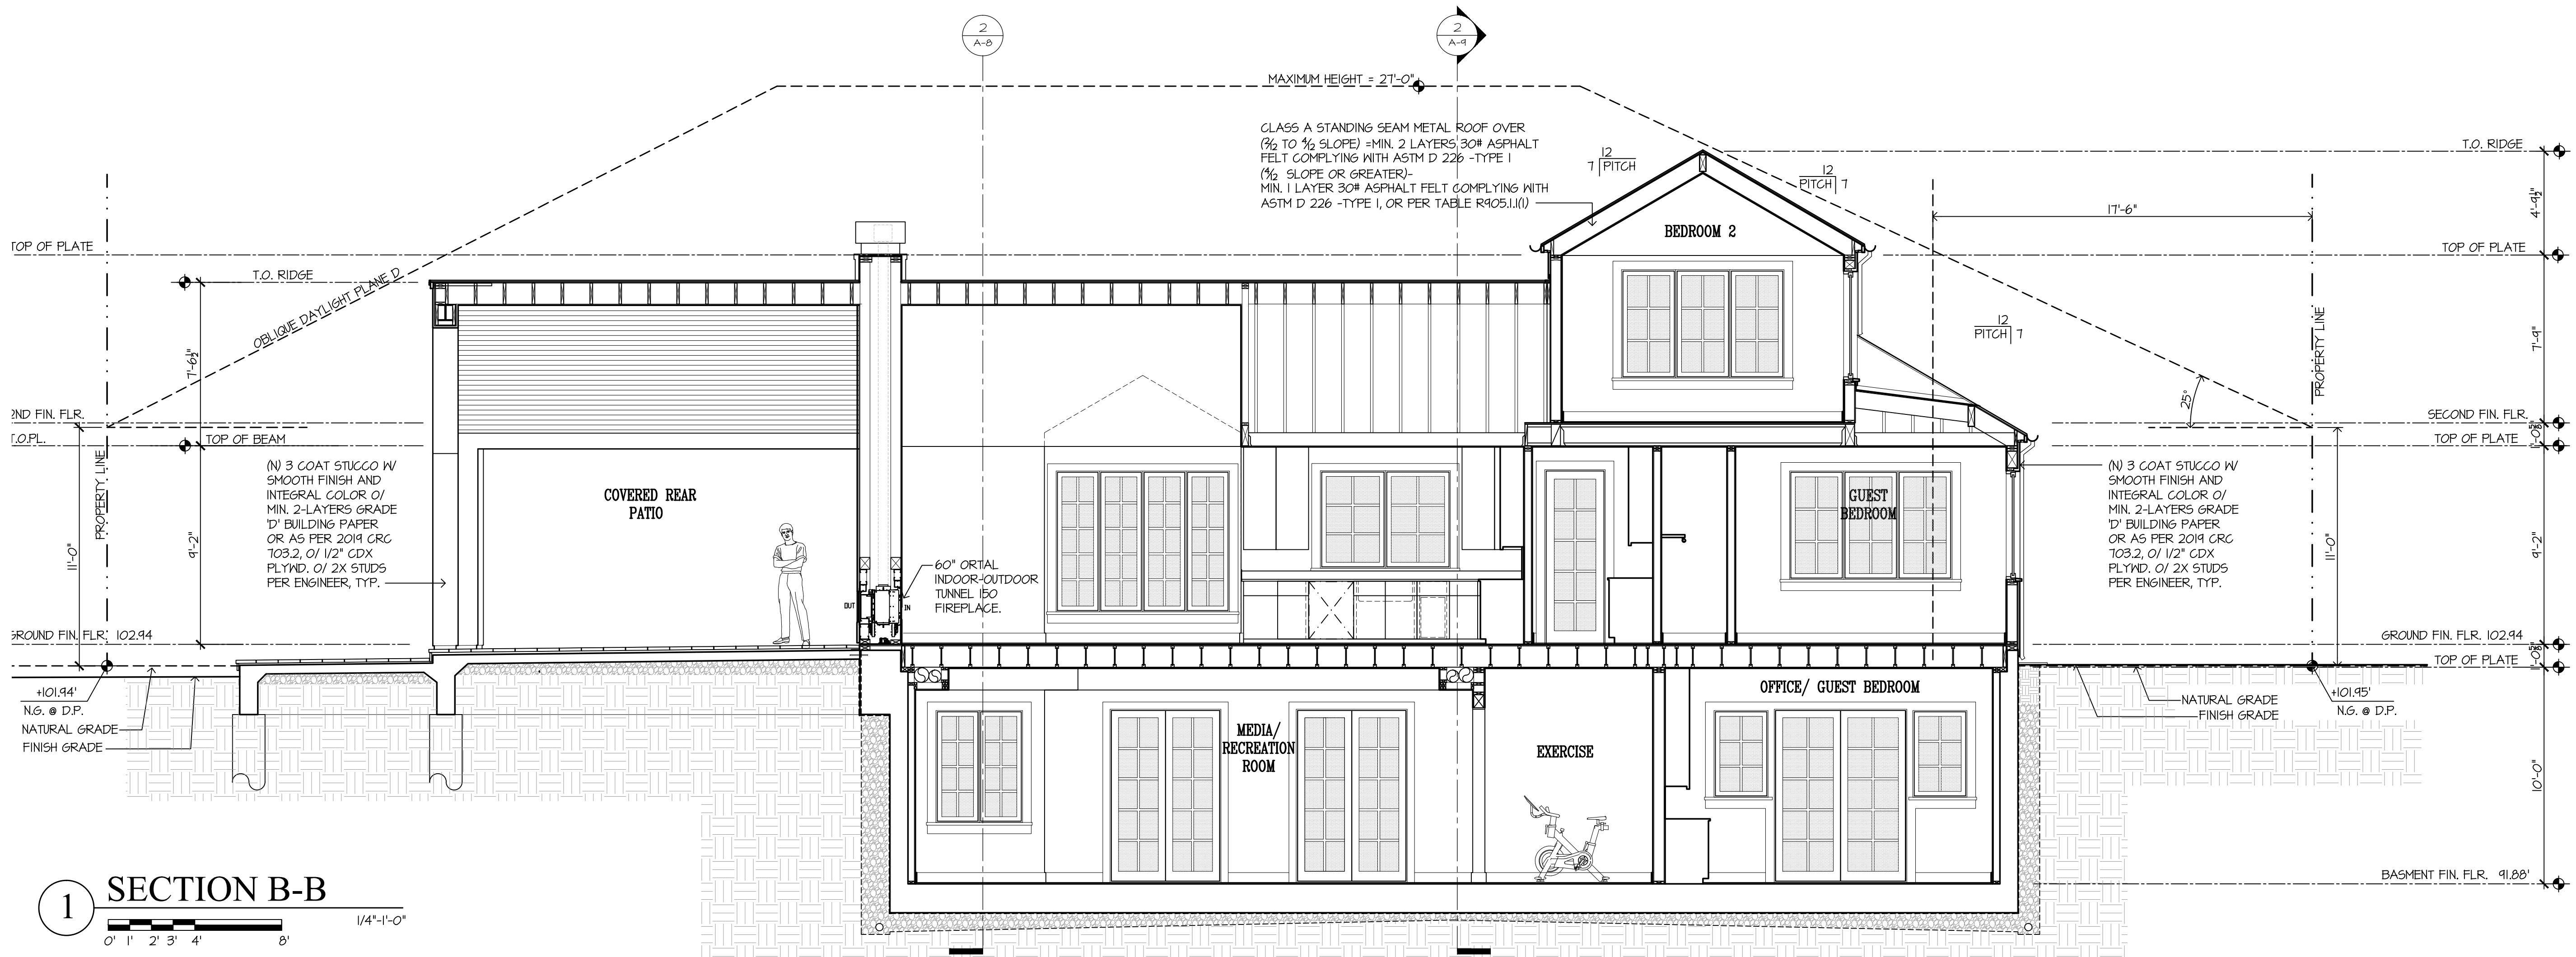 2
A-8
2
A-9
MAXIMUM HEIGHT = 27'-0"
CLASS A STANDING SEAM METAL ROOF OVER
(2/12 TO 4/12 SLOPE) =MIN. 2 LAYERS 30# ASPHALT
FELT COMPLYING WITH ASTM D 226 -TYPE I
(4/12 SLOPE OR GREATER)-
MIN. 1 LAYER 30# ASPHALT FELT COMPLYING WITH
ASTM D 226 -TYPE I, OR PER TABLE R905.1.1(1)
12
7 PITCH
12
PITCH 7
12
PITCH 7
T.O. RIDGE
4'-9½"
17'-6"
TOP OF PLATE
7'-9"
PROPERTY LINE
25°
SECOND FIN. FLR.
1'-0⅝"
TOP OF PLATE
9'-2"
11'-0"
GROUND FIN. FLR. 102.94
1'-0⅝"
TOP OF PLATE
10'-0"
BASMENT FIN. FLR. 91.88'
TOP OF PLATE
T.O. RIDGE
OBLIQUE DAYLIGHT PLANE D
7'-6½"
2ND FIN. FLR.
T.O.PL.
TOP OF BEAM
PROPERTY LINE
11'-0"
9'-2"
(N) 3 COAT STUCCO W/
SMOOTH FINISH AND
INTEGRAL COLOR O/
MIN. 2-LAYERS GRADE
'D' BUILDING PAPER
OR AS PER 2019 CRC
703.2, O/ 1/2" CDX
PLYWD. O/ 2X STUDS
PER ENGINEER, TYP.
GROUND FIN. FLR. 102.94
+101.94'
N.G. @ D.P.
NATURAL GRADE
FINISH GRADE
COVERED REAR
PATIO
OUT
IN
60" ORTAL
INDOOR-OUTDOOR
TUNNEL 150
FIREPLACE.
BEDROOM 2
GUEST
BEDROOM
(N) 3 COAT STUCCO W/
SMOOTH FINISH AND
INTEGRAL COLOR O/
MIN. 2-LAYERS GRADE
'D' BUILDING PAPER
OR AS PER 2019 CRC
703.2, O/ 1/2" CDX
PLYWD. O/ 2X STUDS
PER ENGINEER, TYP.
MEDIA/
RECREATION
ROOM
EXERCISE
OFFICE/ GUEST BEDROOM
NATURAL GRADE
FINISH GRADE
+101.95'
N.G. @ D.P.
1
SECTION B-B
1/4"-1'-0"
0' 1' 2' 3' 4' 8'